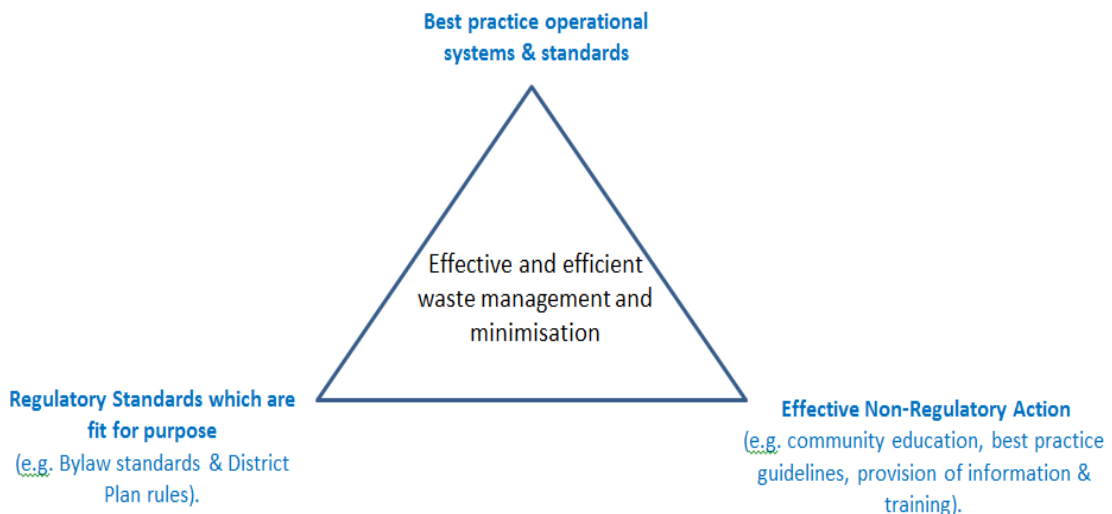 Best practice operational
systems & standards
Effective and efficient
waste management and
minimisation
Regulatory Standards which are
fit for purpose
(e.g. Bylaw standards & District
Plan rules).
Effective Non-Regulatory Action
(e.g. community education, best practice
guidelines, provision of information &
training).